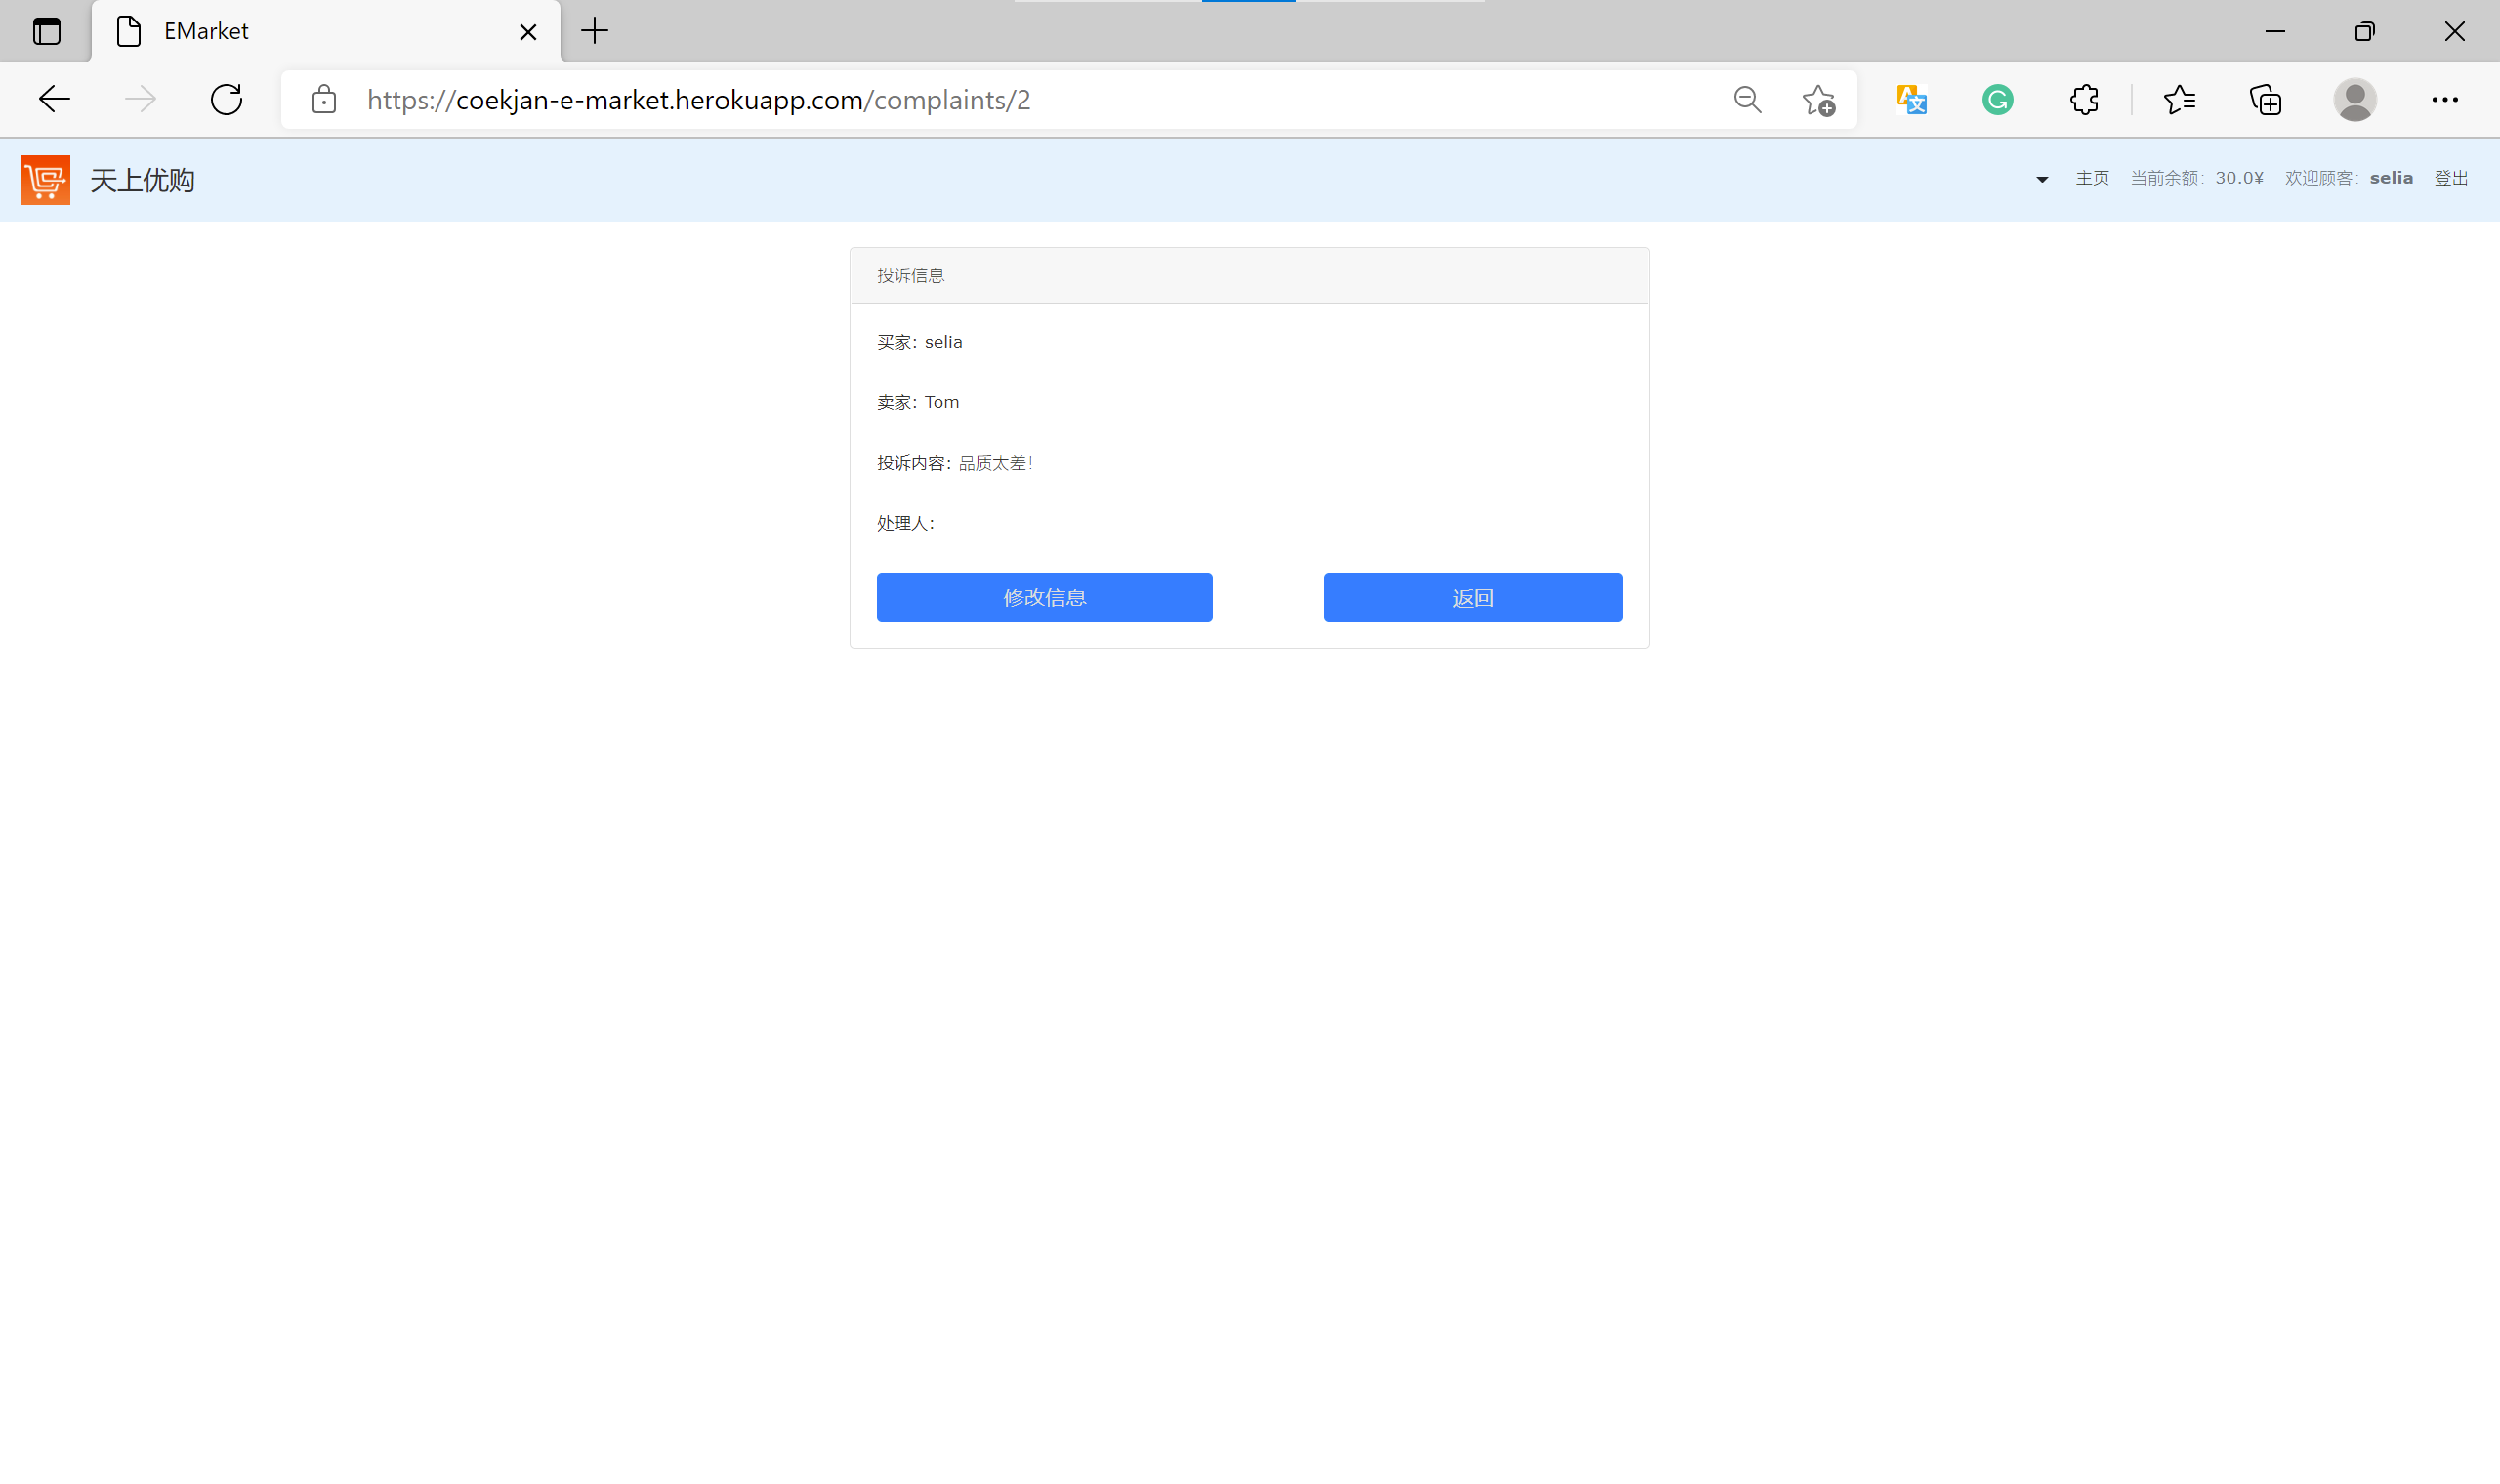 EMarket
https://coekjan-e-market.herokuapp.com/complaints/2
天上优购
主页 当前余额: 30.0¥ 欢迎顾客: selia 登出
投诉信息
买家: selia
卖家: Tom
投诉内容: 品质太差!
处理人:
修改信息 返回